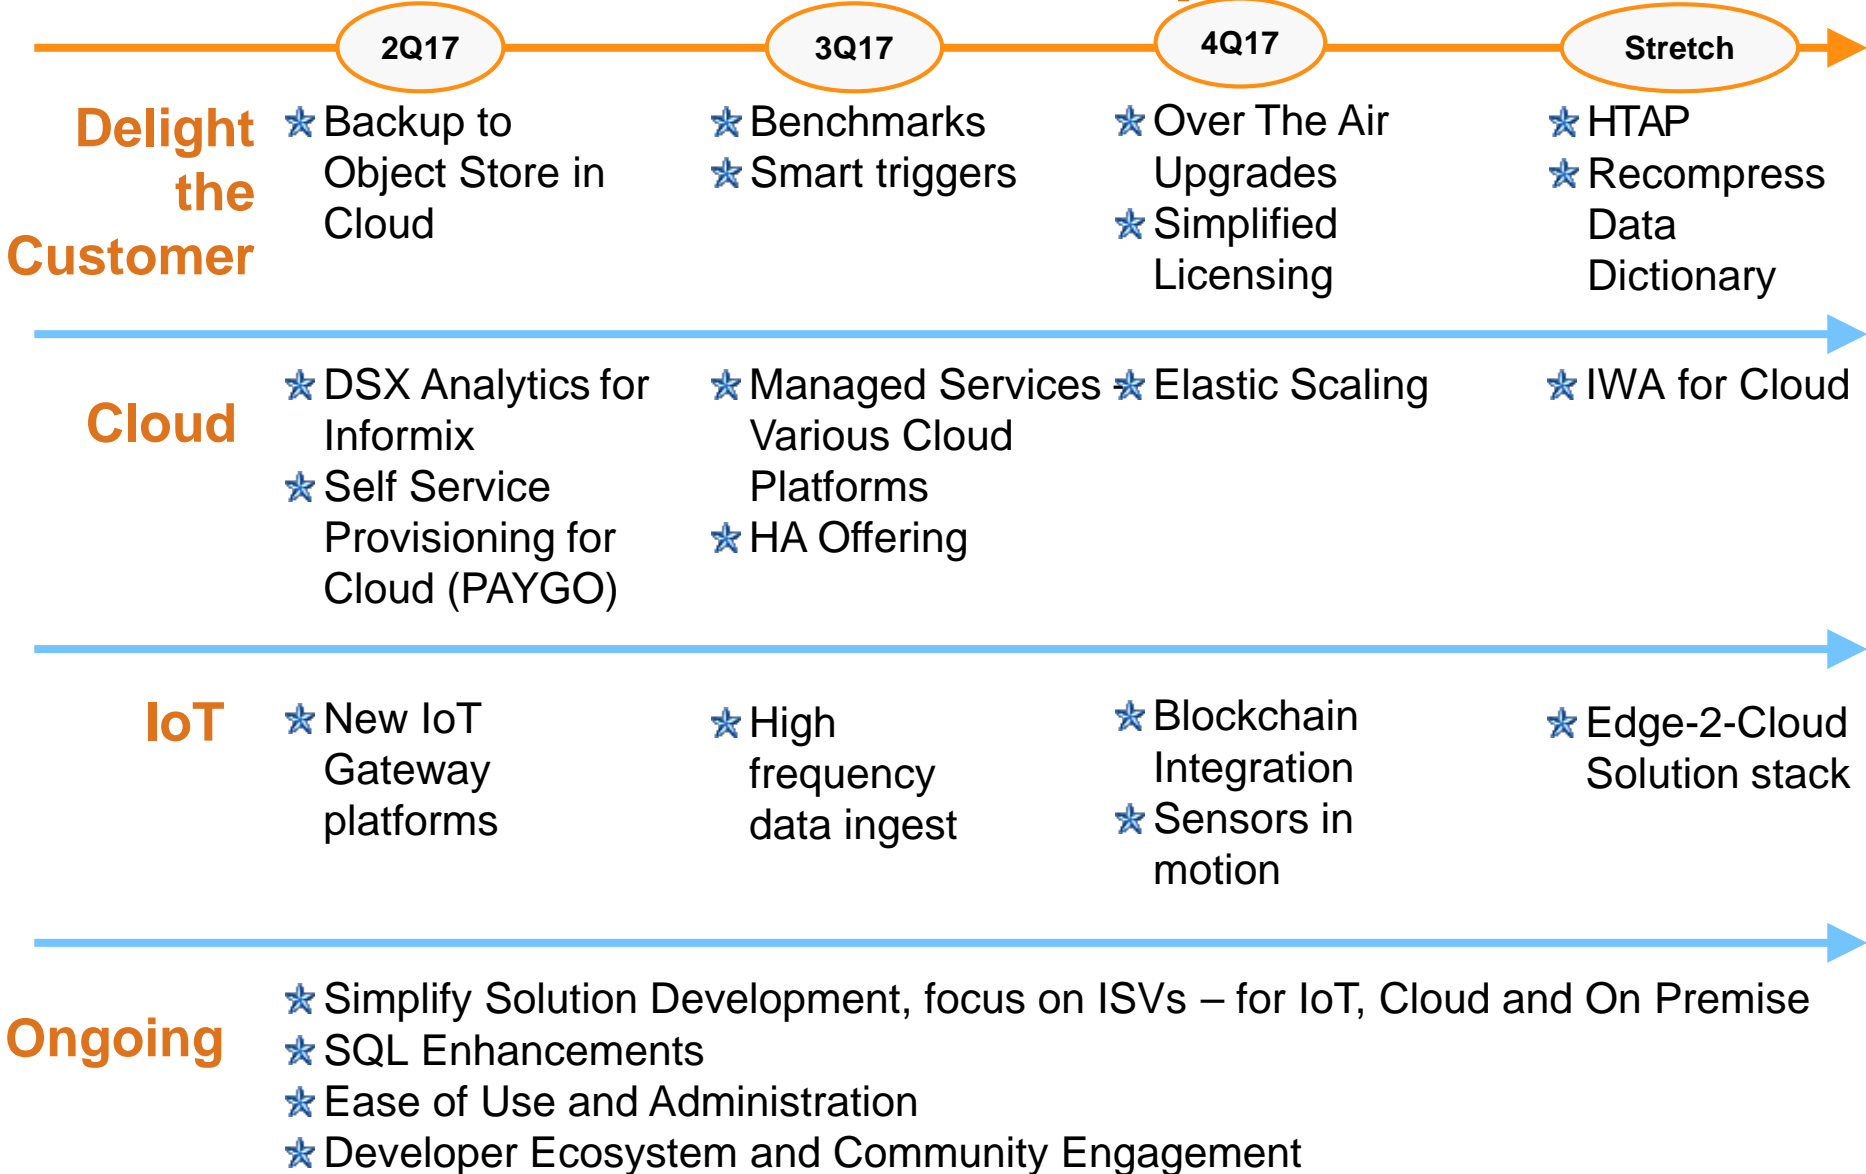 2Q17
3Q17
4Q17
Stretch
Delight
the
Customer
Backup to
Object Store in
Cloud
Benchmarks
Smart triggers
Over The Air
Upgrades
Simplified
Licensing
HTAP
Recompress
Data
Dictionary
Cloud
DSX Analytics for
Informix
Self Service
Provisioning for
Cloud (PAYGO)
Managed Services -
Various Cloud
Platforms
HA Offering
Elastic Scaling
IWA for Cloud
IoT
New IoT
Gateway
platforms
High
frequency
data ingest
Blockchain
Integration
Sensors in
motion
Edge-2-Cloud
Solution stack
Ongoing
Simplify Solution Development, focus on ISVs – for IoT, Cloud and On Premise
SQL Enhancements
Ease of Use and Administration
Developer Ecosystem and Community Engagement